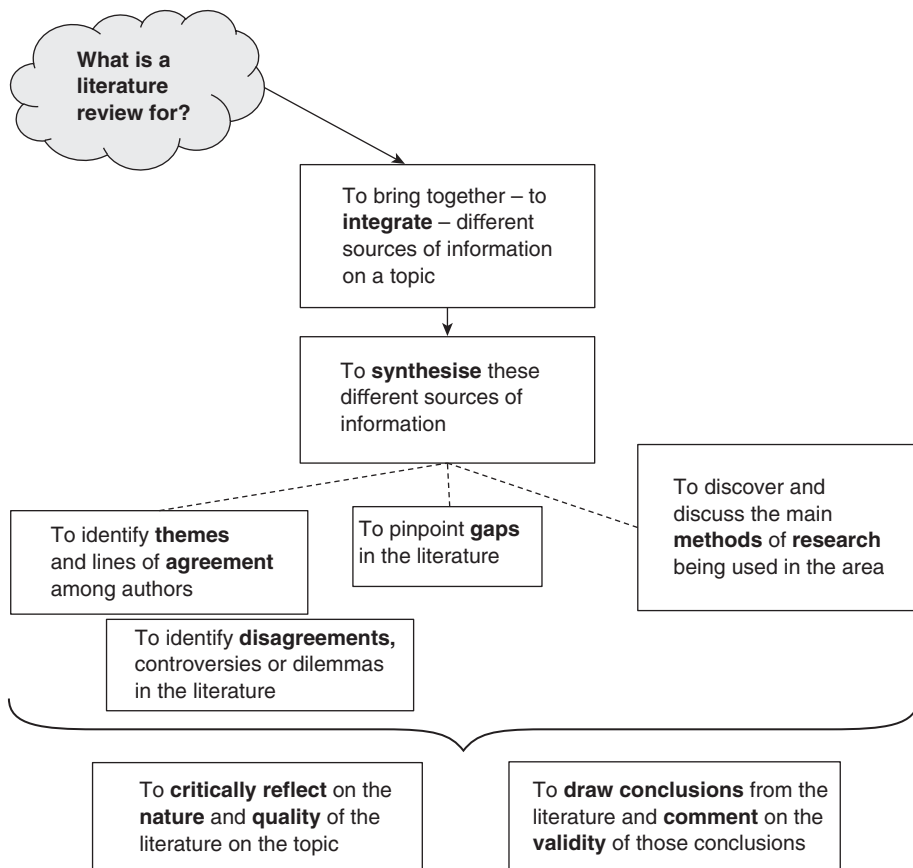 What is a
literature
review for?
To bring together – to
integrate – different
sources of information
on a topic
To synthesise these
different sources of
information
To identify themes
and lines of agreement
among authors
To pinpoint gaps
in the literature
To discover and
discuss the main
methods of research
being used in the area
To identify disagreements,
controversies or dilemmas
in the literature
To critically reflect on the
nature and quality of the
literature on the topic
To draw conclusions from the
literature and comment on the
validity of those conclusions